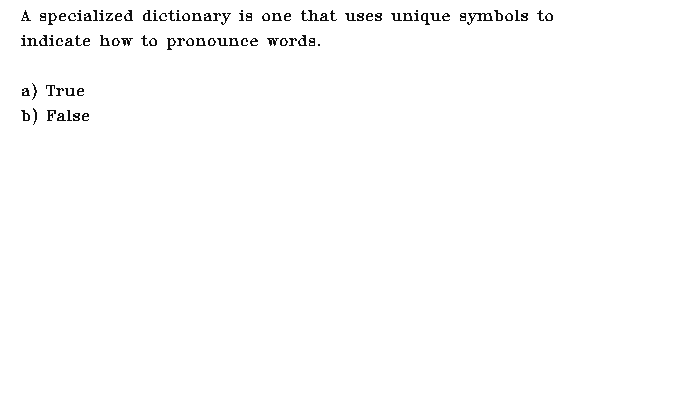 A specialized dictionary is one that uses unique symbols to
indicate how to pronounce words.
a) True
b) False